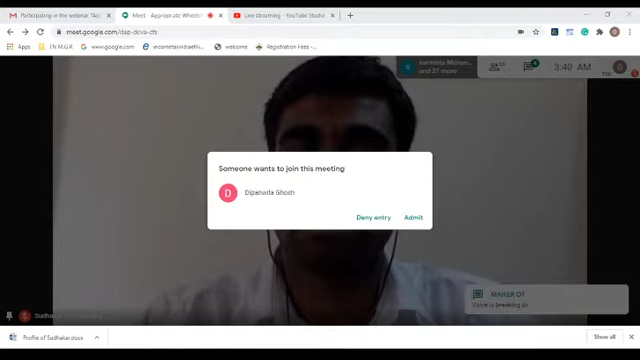 Participating in the webinar "Ap
Meet - Appropriate Wheelc
Live streaming - YouTube Studio
meet.google.com/dap-dcva-cfs
Apps
www.google.com
incometaxindiaefili...
welcome
Registration Fees -...
and 37 more
3:40 AM
You
Someone wants to join this meeting
D
Dipanwita Ghosh
Deny entry
Admit
MAHER OT
Voice is breaking sir
Profile of Sudhakar.docx
Show all